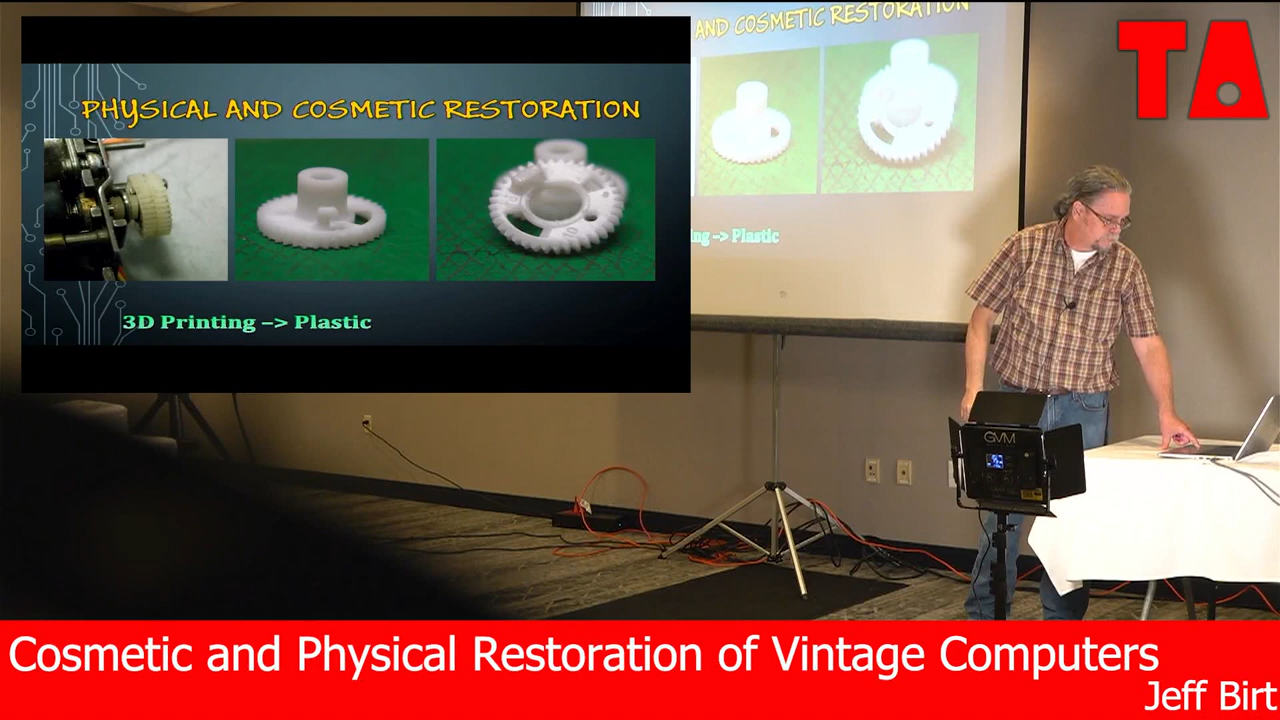 PHYSICAL AND COSMETIC RESTORATION
3D Printing –> Plastic
AND COSMETIC RESTORATION
ng –> Plastic
TA
GVM
Cosmetic and Physical Restoration of Vintage Computers
Jeff Birt